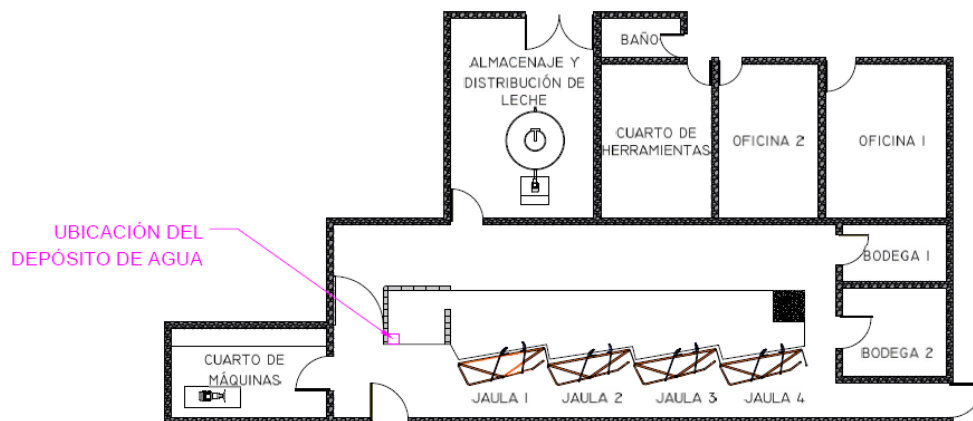 BAÑO
ALMACENAJE Y
DISTRIBUCIÓN DE
LECHE
CUARTO DE
HERRAMIENTAS
OFICINA 2
OFICINA 1
UBICACIÓN DEL
DEPÓSITO DE AGUA
BODEGA 1
BODEGA 2
CUARTO DE
MÁQUINAS
JAULA 1
JAULA 2
JAULA 3
JAULA 4